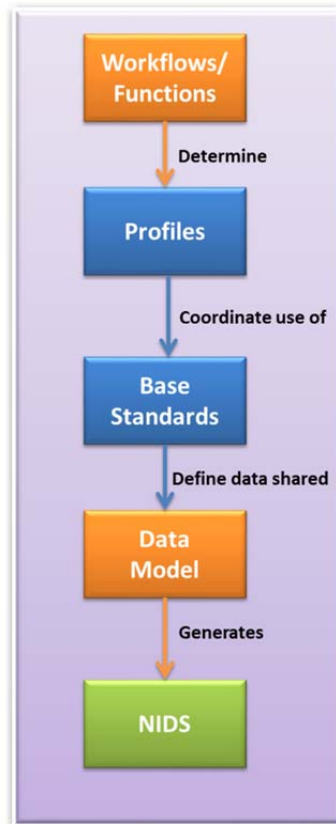 Workflows/
Functions
Determine
Profiles
Coordinate use of
Base
Standards
Define data shared
Data
Model
Generates
NIDS